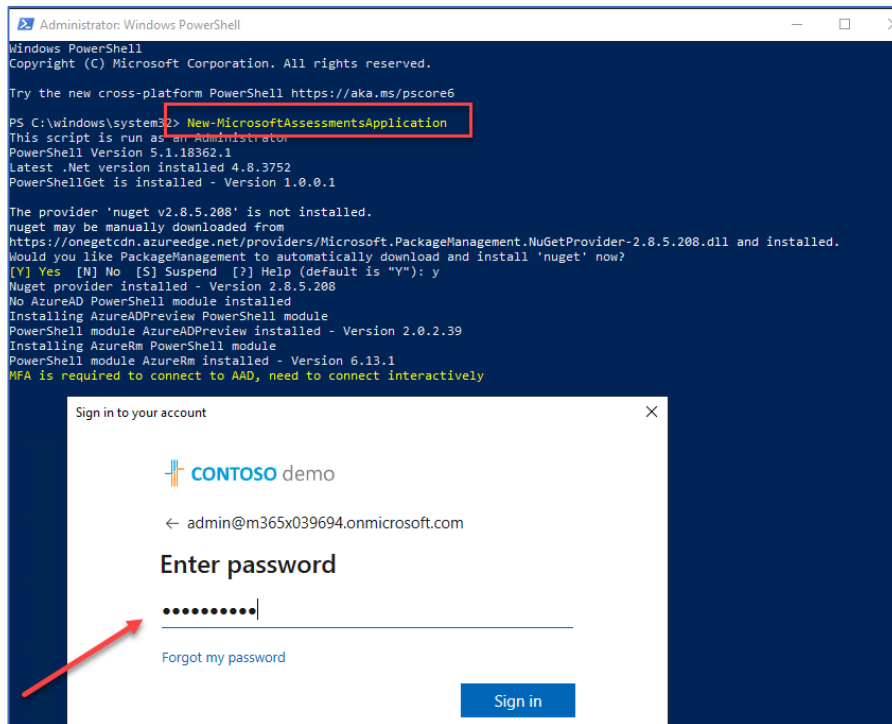 Administrator: Windows PowerShell
Windows PowerShell
Copyright (C) Microsoft Corporation. All rights reserved.
Try the new cross-platform PowerShell https://aka.ms/pscore6
PS C:\windows\system32> New-MicrosoftAssessmentsApplication
This script is run as an Administrator
PowerShell Version 5.1.18362.1
Latest .Net version installed 4.8.3752
PowerShellGet is installed - Version 1.0.0.1
The provider 'nuget v2.8.5.208' is not installed.
nuget may be manually downloaded from
https://onegetcdn.azureedge.net/providers/Microsoft.PackageManagement.NuGetProvider-2.8.5.208.dll and installed.
Would you like PackageManagement to automatically download and install 'nuget' now?
[Y] Yes  [N] No  [S] Suspend  [?] Help (default is "Y"): y
Nuget provider installed - Version 2.8.5.208
No AzureAD PowerShell module installed
Installing AzureADPreview PowerShell module
PowerShell module AzureADPreview installed - Version 2.0.2.39
Installing AzureRm PowerShell module
PowerShell module AzureRm installed - Version 6.13.1
MFA is required to connect to AAD, need to connect interactively
Sign in to your account
CONTOSO demo
← admin@m365x039694.onmicrosoft.com
Enter password
••••••••••
Forgot my password
Sign in